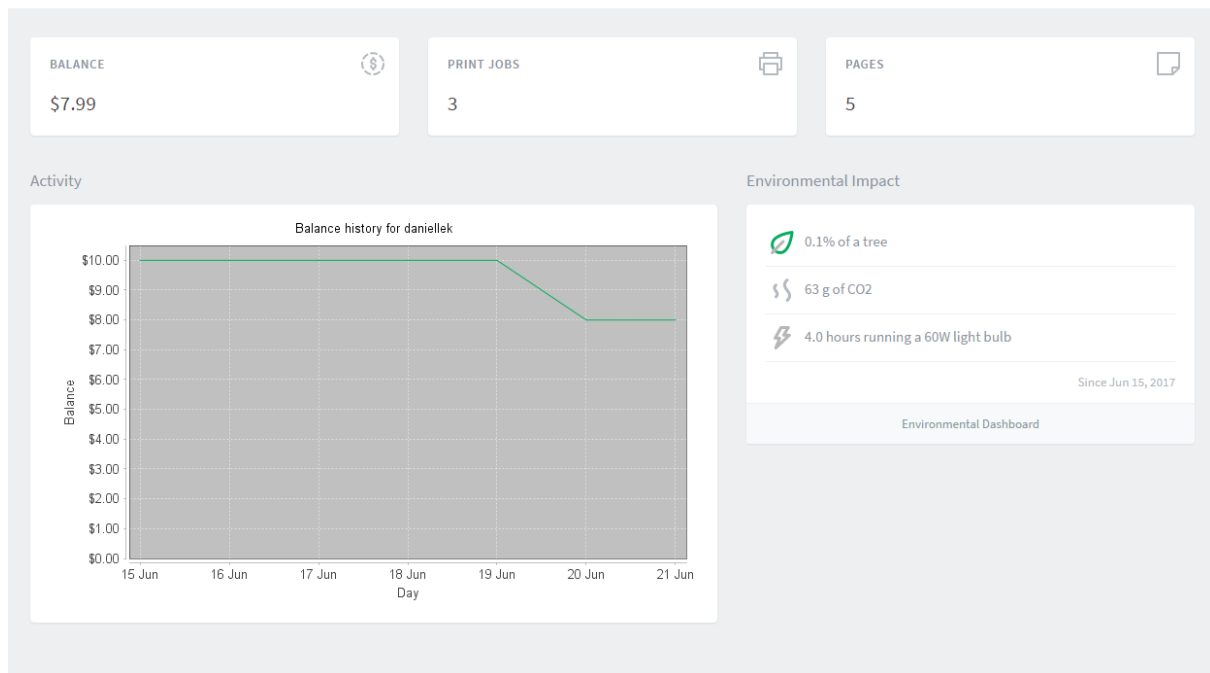 BALANCE
$7.99
PRINT JOBS
3
PAGES
5
Activity
Balance history for daniellek
$10.00
$9.00
$8.00
$7.00
$6.00
$5.00
$4.00
$3.00
$2.00
$1.00
$0.00
Balance
15 Jun 16 Jun 17 Jun 18 Jun 19 Jun 20 Jun 21 Jun
Day
Environmental Impact
0.1% of a tree
63 g of CO2
4.0 hours running a 60W light bulb
Since Jun 15, 2017
Environmental Dashboard